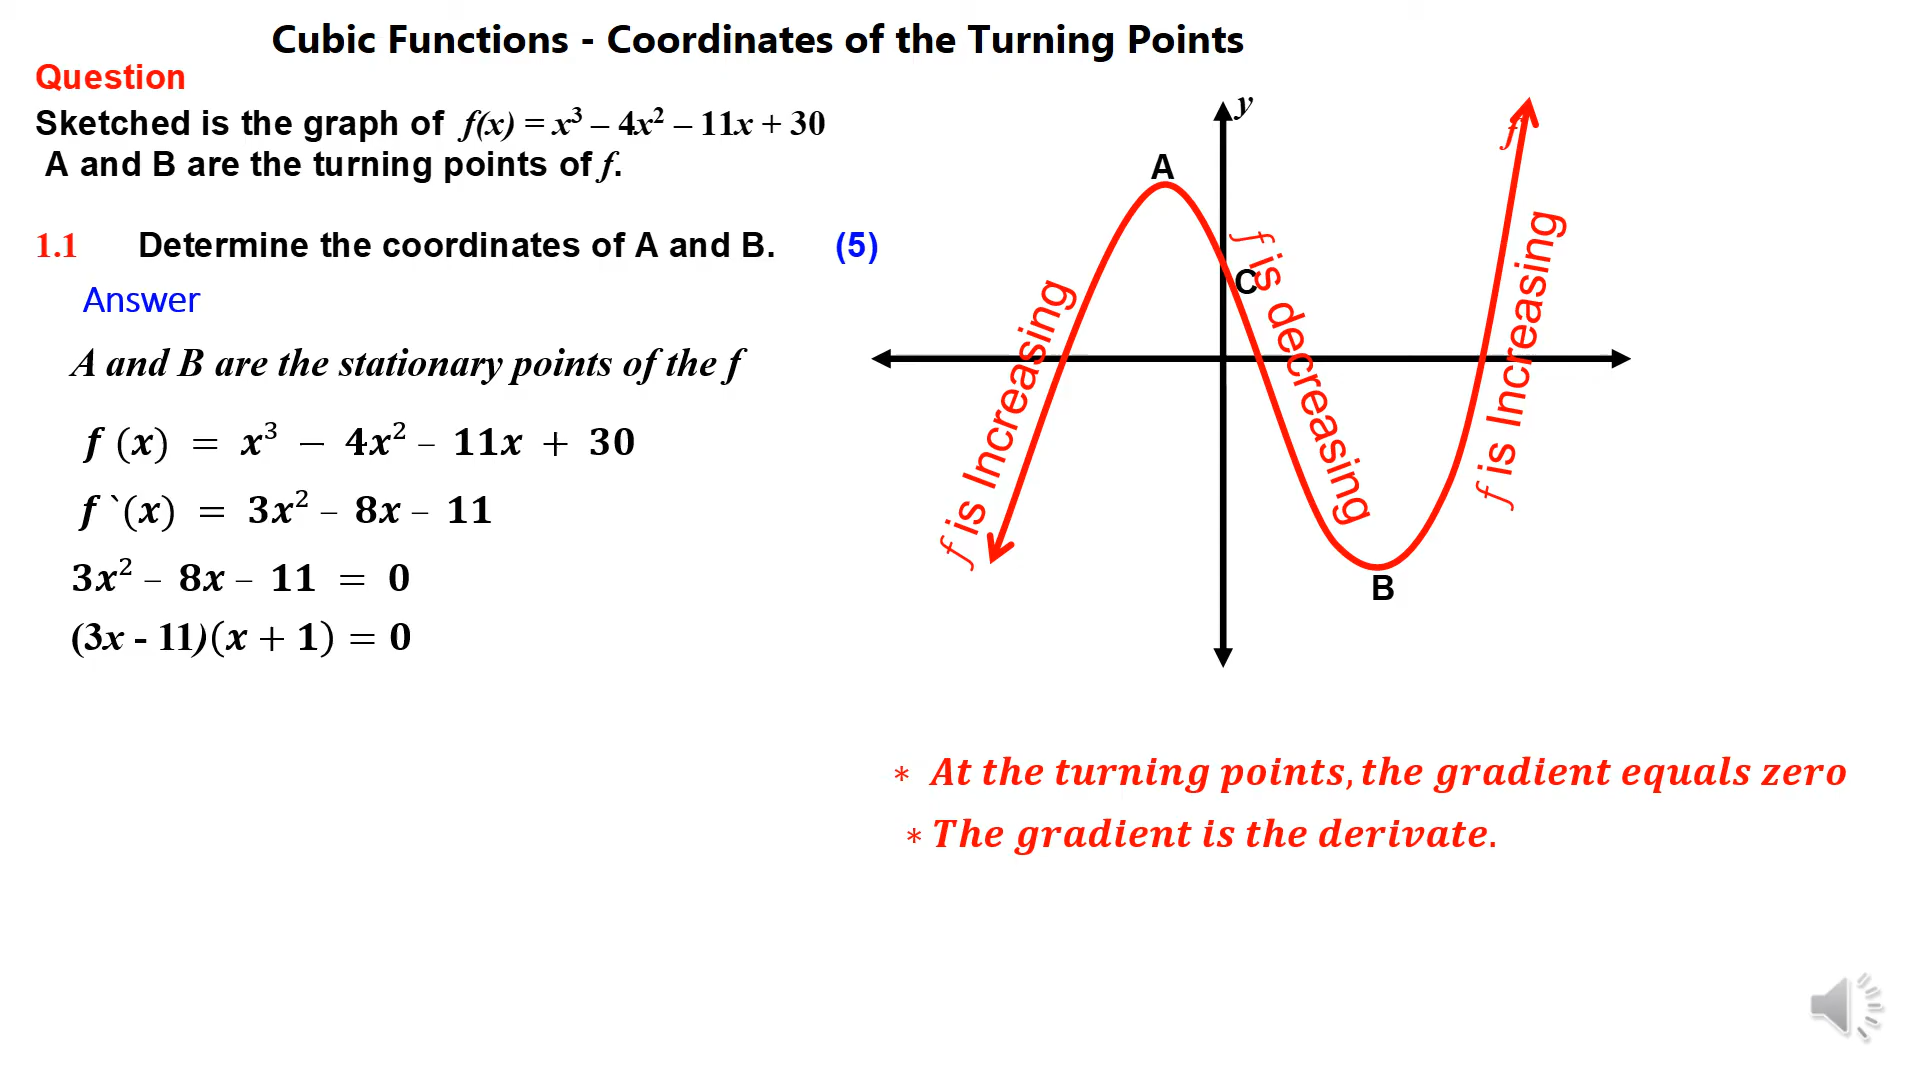 Cubic Functions - Coordinates of the Turning Points
Question
Sketched is the graph of f(x) = x³ – 4x² – 11x + 30
A and B are the turning points of f.
1.1 Determine the coordinates of A and B. (5)
Answer
A and B are the stationary points of the f
f (x) = x³ − 4x² – 11x + 30
f `(x) = 3x² – 8x – 11
3x² – 8x – 11 = 0
(3x - 11)(x + 1) = 0
y
f
A
C
B
f is Increasing
f is decreasing
f is Increasing
* At the turning points, the gradient equals zero
* The gradient is the derivate.